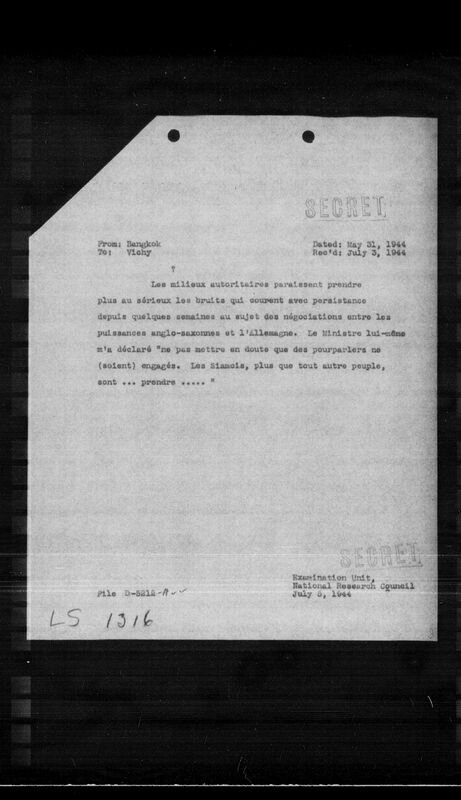 SECRET
From: Bangkok
To: Vichy
Dated: May 31, 1944
Rec'd: July 3, 1944
?
Les milieux autoritaires paraissent prendre
plus au sérieux les bruits qui courent avec persistance
depuis quelques semaines au sujet des négociations entre les
puissances anglo-saxonnes et l'Allemagne. Le Ministre lui-même
m'a déclaré "ne pas mettre en doute que des pourparlers ne
(soient) engagés. Les Siamois, plus que tout autre peuple,
sont ... prendre ..... "
SECRET
Examination Unit,
National Research Council
July 5, 1944
File D-5212-A
LS 1316